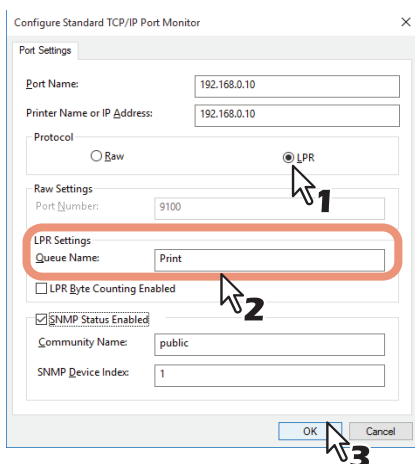 Configure Standard TCP/IP Port Monitor
Port Settings
Port Name: 192.168.0.10
Printer Name or IP Address: 192.168.0.10
Protocol
Raw LPR
1
Raw Settings
Port Number: 9100
LPR Settings
Queue Name: Print
LPR Byte Counting Enabled
2
SNMP Status Enabled
Community Name: public
SNMP Device Index: 1
OK Cancel
3